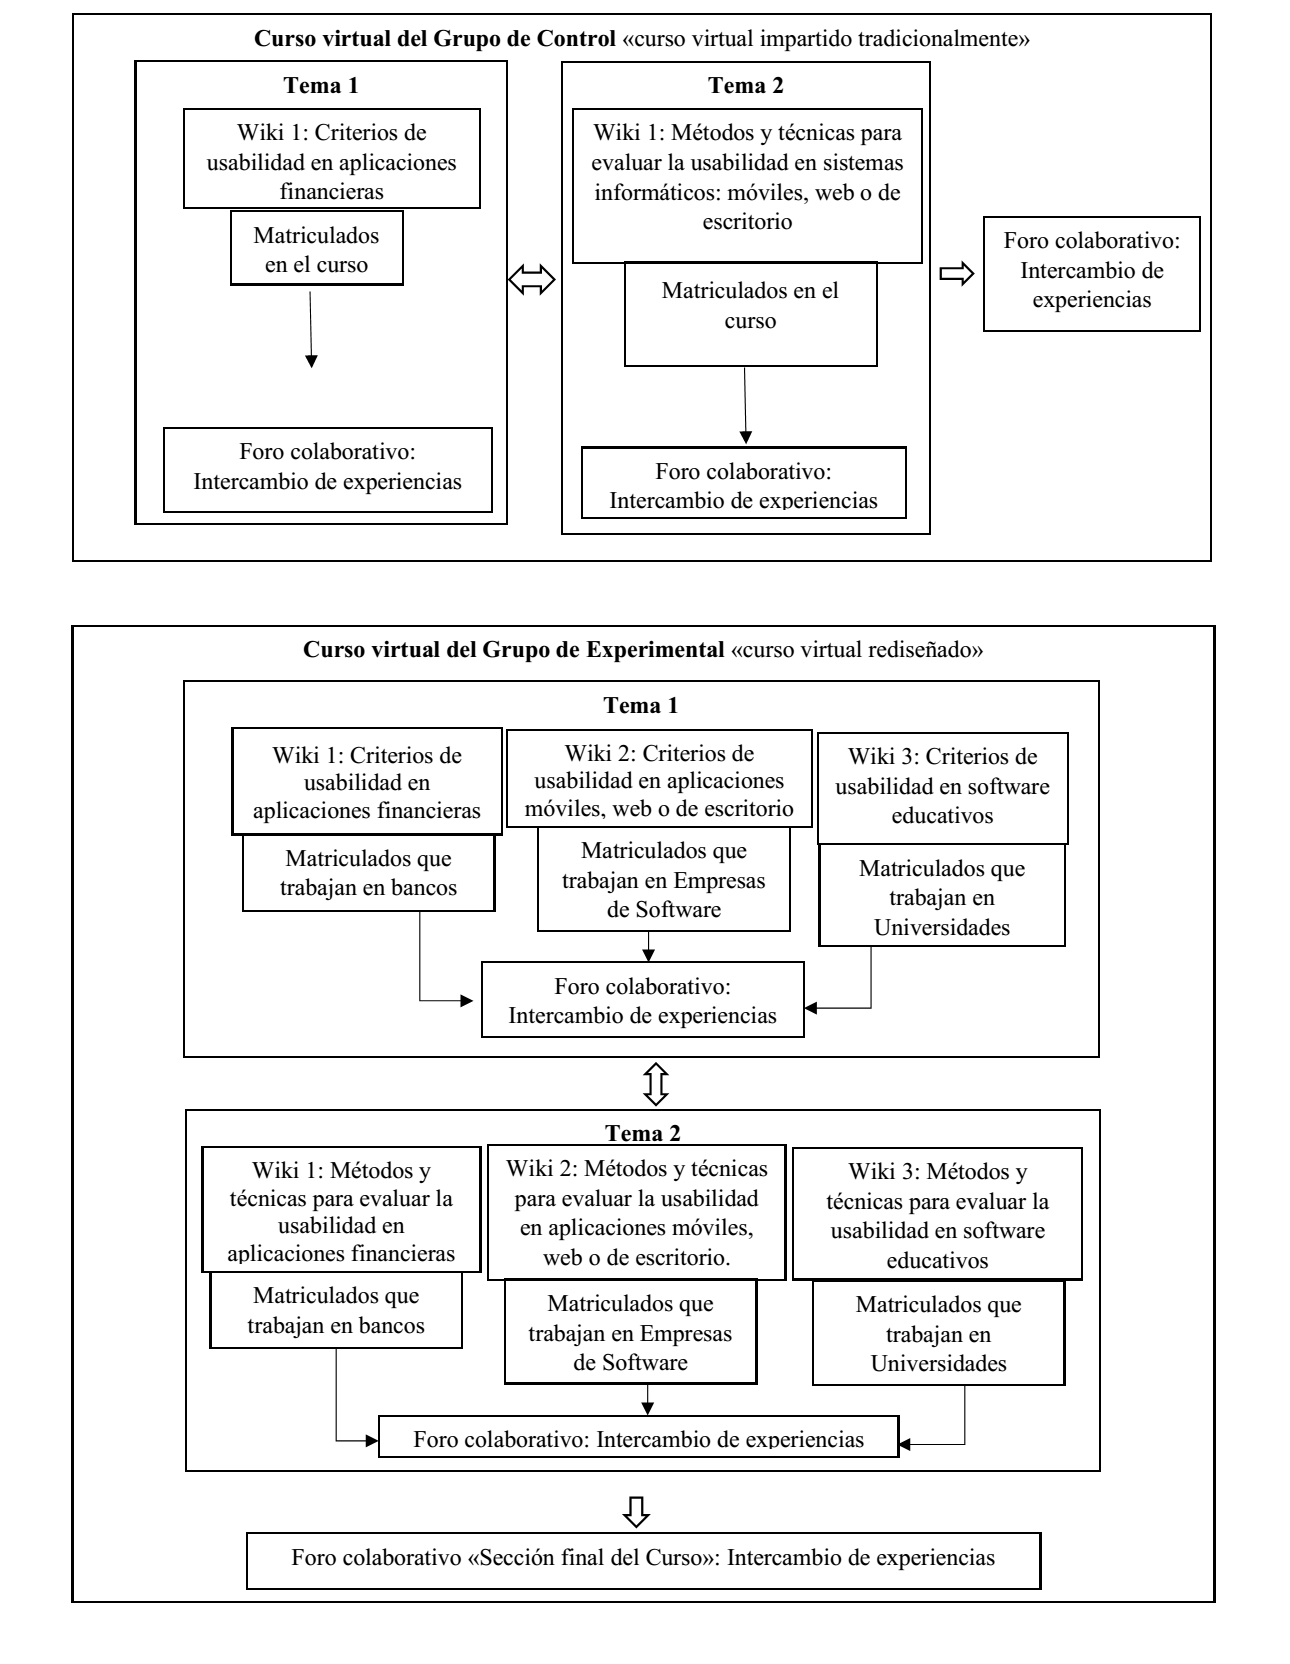 Curso virtual del Grupo de Control «curso virtual impartido tradicionalmente»
Tema 1
Wiki 1: Criterios de
usabilidad en aplicaciones
financieras
Matriculados
en el curso
Foro colaborativo:
Intercambio de experiencias
Tema 2
Wiki 1: Métodos y técnicas para
evaluar la usabilidad en sistemas
informáticos: móviles, web o de
escritorio
Matriculados en el
curso
Foro colaborativo:
Intercambio de experiencias
Foro colaborativo:
Intercambio de
experiencias
Curso virtual del Grupo de Experimental «curso virtual rediseñado»
Tema 1
Wiki 1: Criterios de
usabilidad en
aplicaciones financieras
Matriculados que
trabajan en bancos
Wiki 2: Criterios de
usabilidad en aplicaciones
móviles, web o de escritorio
Matriculados que
trabajan en Empresas
de Software
Wiki 3: Criterios de
usabilidad en software
educativos
Matriculados que
trabajan en
Universidades
Foro colaborativo:
Intercambio de experiencias
Tema 2
Wiki 1: Métodos y
técnicas para evaluar la
usabilidad en
aplicaciones financieras
Matriculados que
trabajan en bancos
Wiki 2: Métodos y técnicas
para evaluar la usabilidad
en aplicaciones móviles,
web o de escritorio.
Matriculados que
trabajan en Empresas
de Software
Wiki 3: Métodos y
técnicas para evaluar la
usabilidad en software
educativos
Matriculados que
trabajan en
Universidades
Foro colaborativo: Intercambio de experiencias
Foro colaborativo «Sección final del Curso»: Intercambio de experiencias